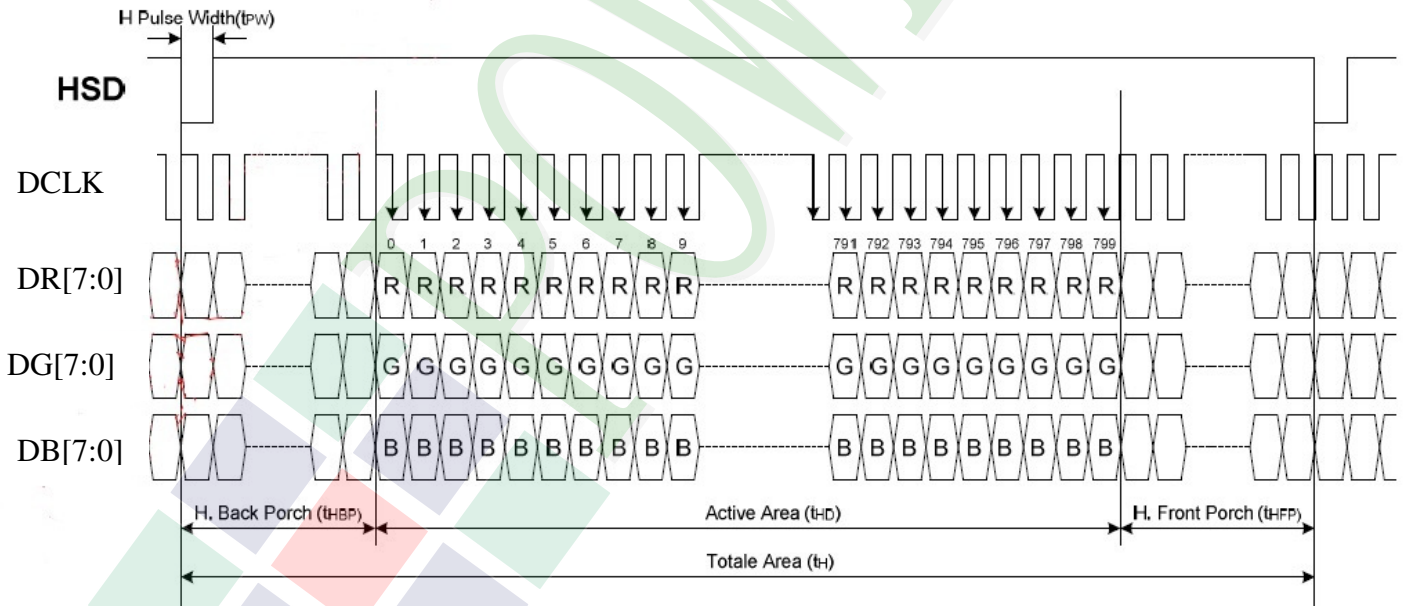 H Pulse Width(tPW)
HSD
DCLK
0 1 2 3 4 5 6 7 8 9 791 792 793 794 795 796 797 798 799
DR[7:0]
R R R R R R R R R R R R R R R R R R R
DG[7:0]
G G G G G G G G G G G G G G G G G G G
DB[7:0]
B B B B B B B B B B B B B B B B B B B
H. Back Porch (tHBP) Active Area (tHD) H. Front Porch (tHFP)
Totale Area (tH)